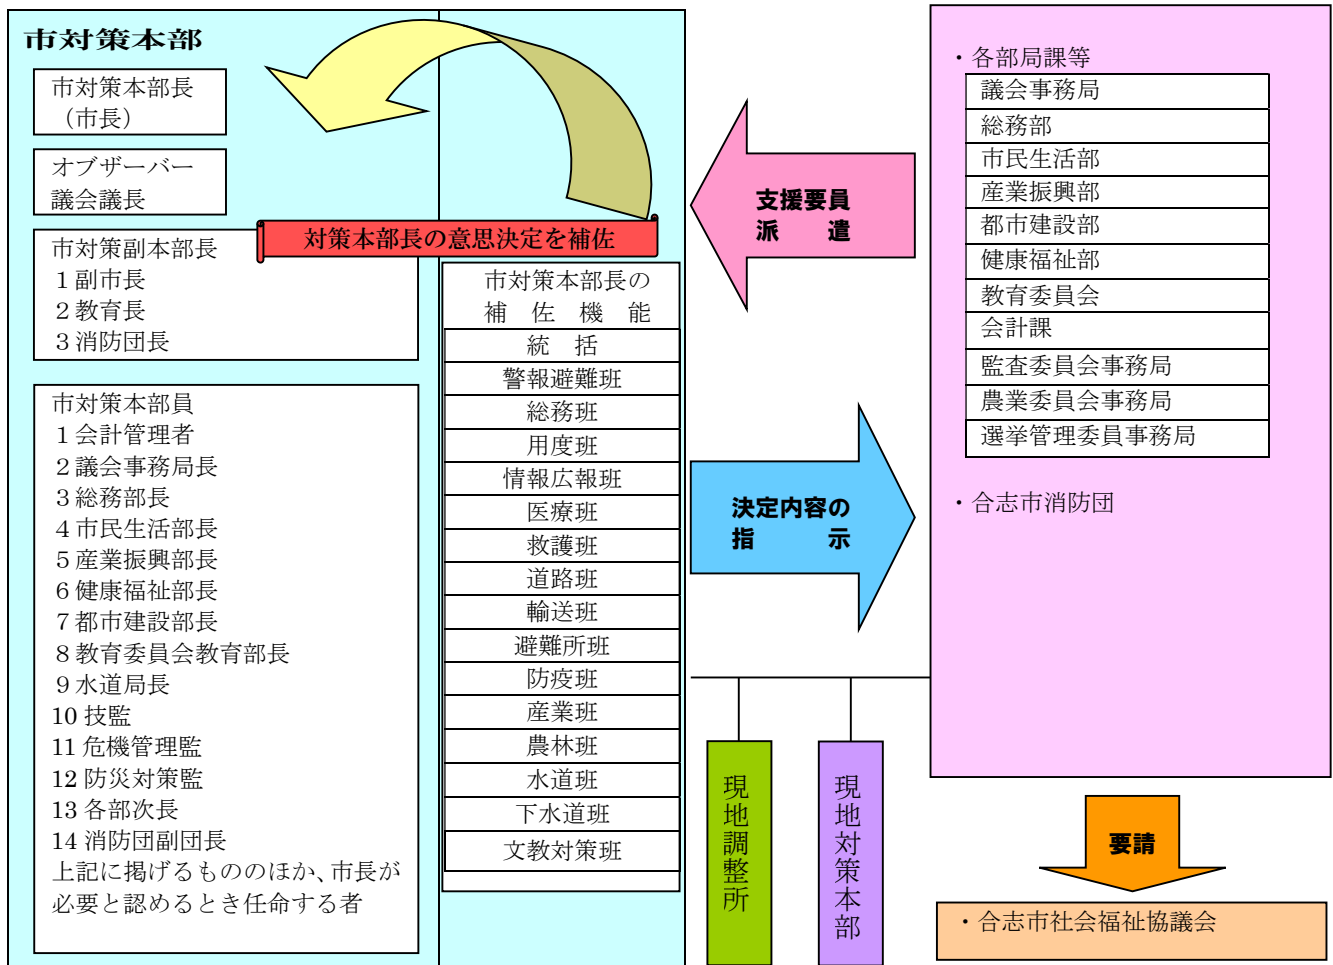 市対策本部
市対策本部長
（市長）
オブザーバー
議会議長
市対策副本部長
１副市長
２教育長
３消防団長
市対策本部員
１会計管理者
２議会事務局長
３総務部長
４市民生活部長
５産業振興部長
６健康福祉部長
７都市建設部長
８教育委員会教育部長
９水道局長
10 技監
11 危機管理監
12 防災対策監
13 各部次長
14 消防団副団長
上記に掲げるもののほか、市長が
必要と認めるとき任命する者
対策本部長の意思決定を補佐
市対策本部長の
補　佐　機　能
統　括
警報避難班
総務班
用度班
情報広報班
医療班
救護班
道路班
輸送班
避難所班
防疫班
産業班
農林班
水道班
下水道班
文教対策班
支援要員
派　　遣
決定内容の
指　　示
現地調整所
現地対策本部
・各部局課等
議会事務局
総務部
市民生活部
産業振興部
都市建設部
健康福祉部
教育委員会
会計課
監査委員会事務局
農業委員会事務局
選挙管理委員事務局
・合志市消防団
要請
・合志市社会福祉協議会